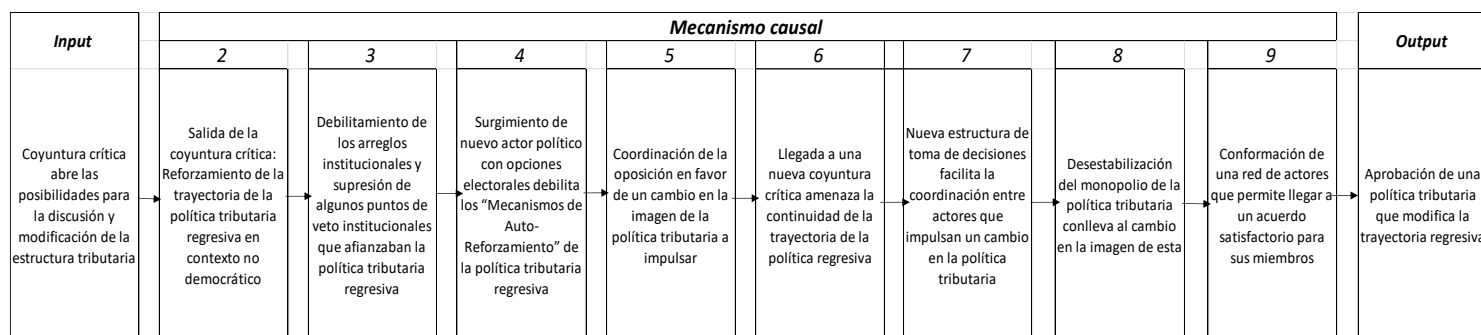 Input
Mecanismo causal
Output
2
3
4
5
6
7
8
9
Coyuntura crítica
abre las
posibilidades para
la discusión y
modificación de la
estructura tributaria
Salida de la
coyuntura crítica:
Reforzamiento de la
trayectoria de la
política tributaria
regresiva en
contexto no
democrático
Debilitamiento de
los arreglos
institucionales y
supresión de
algunos puntos de
veto institucionales
que afianzaban la
política tributaria
regresiva
Surgimiento de
nuevo actor político
con opciones
electorales debilita
los “Mecanismos de
Auto-
Reforzamiento” de
la política tributaria
regresiva
Coordinación de la
oposición en favor
de un cambio en la
imagen de la
política tributaria a
impulsar
Llegada a una
nueva coyuntura
crítica amenaza la
continuidad de la
trayectoria de la
política regresiva
Nueva estructura de
toma de decisiones
facilita la
coordinación entre
actores que
impulsan un cambio
en la política
tributaria
Desestabilización
del monopolio de la
política tributaria
conlleva al cambio
en la imagen de esta
Conformación de
una red de actores
que permite llegar a
un acuerdo
satisfactorio para
sus miembros
Aprobación de una
política tributaria
que modifica la
trayectoria regresiva